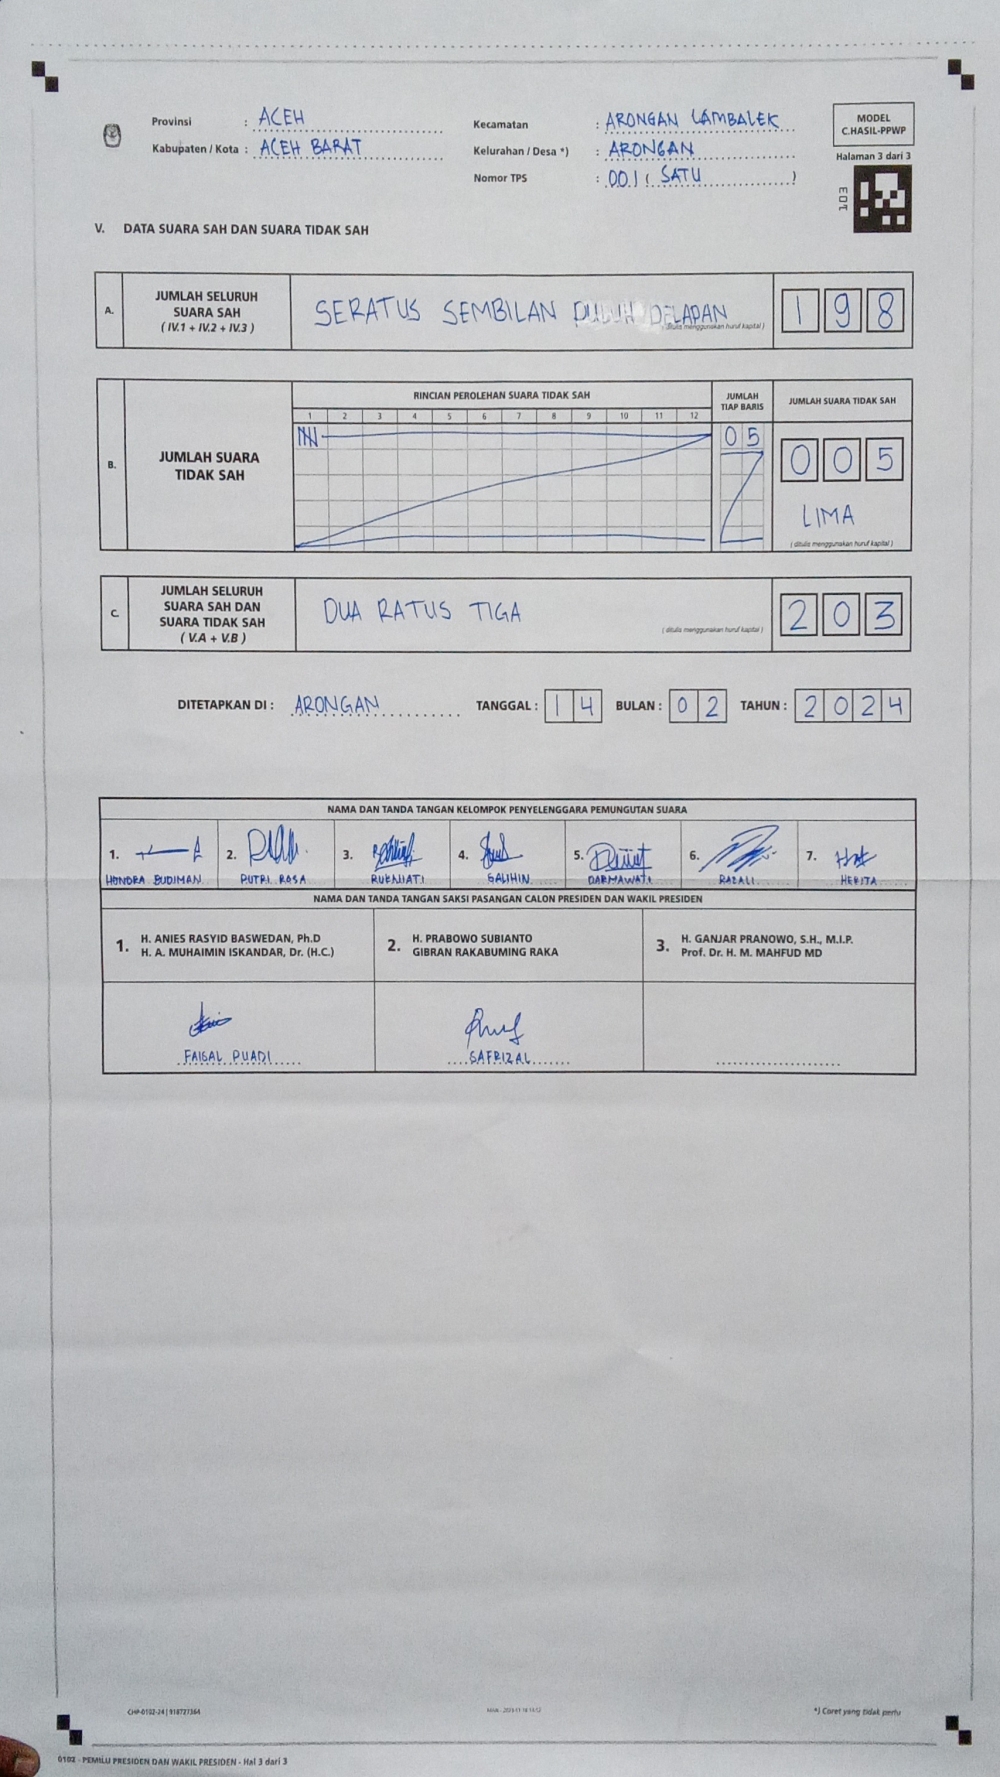 Provinsi : ACEH
Kabupaten / Kota : ACEH BARAT
Kecamatan : ARONGAN LAMBALEK
Kelurahan / Desa *) : ARONGAN
Nomor TPS : 001 ( SATU )
MODEL
C.HASIL-PPWP
Halaman 3 dari 3
103
V. DATA SUARA SAH DAN SUARA TIDAK SAH
A. JUMLAH SELURUH SUARA SAH ( IV.1 + IV.2 + IV.3 )
SERATUS SEMBILAN PULUH DELAPAN
(ditulis menggunakan huruf kapital)
1 9 8
B. JUMLAH SUARA TIDAK SAH
RINCIAN PEROLEHAN SUARA TIDAK SAH
1 2 3 4 5 6 7 8 9 10 11 12
JUMLAH TIAP BARIS
0 5
JUMLAH SUARA TIDAK SAH
0 0 5
LIMA
(ditulis menggunakan huruf kapital)
C. JUMLAH SELURUH SUARA SAH DAN SUARA TIDAK SAH ( V.A + V.B )
DUA RATUS TIGA
(ditulis menggunakan huruf kapital)
2 0 3
DITETAPKAN DI : ARONGAN TANGGAL : 14 BULAN : 02 TAHUN : 2024
NAMA DAN TANDA TANGAN KELOMPOK PENYELENGGARA PEMUNGUTAN SUARA
1. 2. 3. 4. 5. 6. 7.
HENDRA BUDIMAN PUTRI ROSA RUKNIATI SALIHIN DARMAWATI RAZALI HERITA
NAMA DAN TANDA TANGAN SAKSI PASANGAN CALON PRESIDEN DAN WAKIL PRESIDEN
1. H. ANIES RASYID BASWEDAN, Ph.D
H. A. MUHAIMIN ISKANDAR, Dr. (H.C.)
2. H. PRABOWO SUBIANTO
GIBRAN RAKABUMING RAKA
3. H. GANJAR PRANOWO, S.H., M.I.P.
Prof. Dr. H. M. MAHFUD MD
FAISAL PUADI
SAFRIZAL
CHP-0102-24 | 918727364
*) Coret yang tidak perlu
0102 - PEMILU PRESIDEN DAN WAKIL PRESIDEN - Hal 3 dari 3